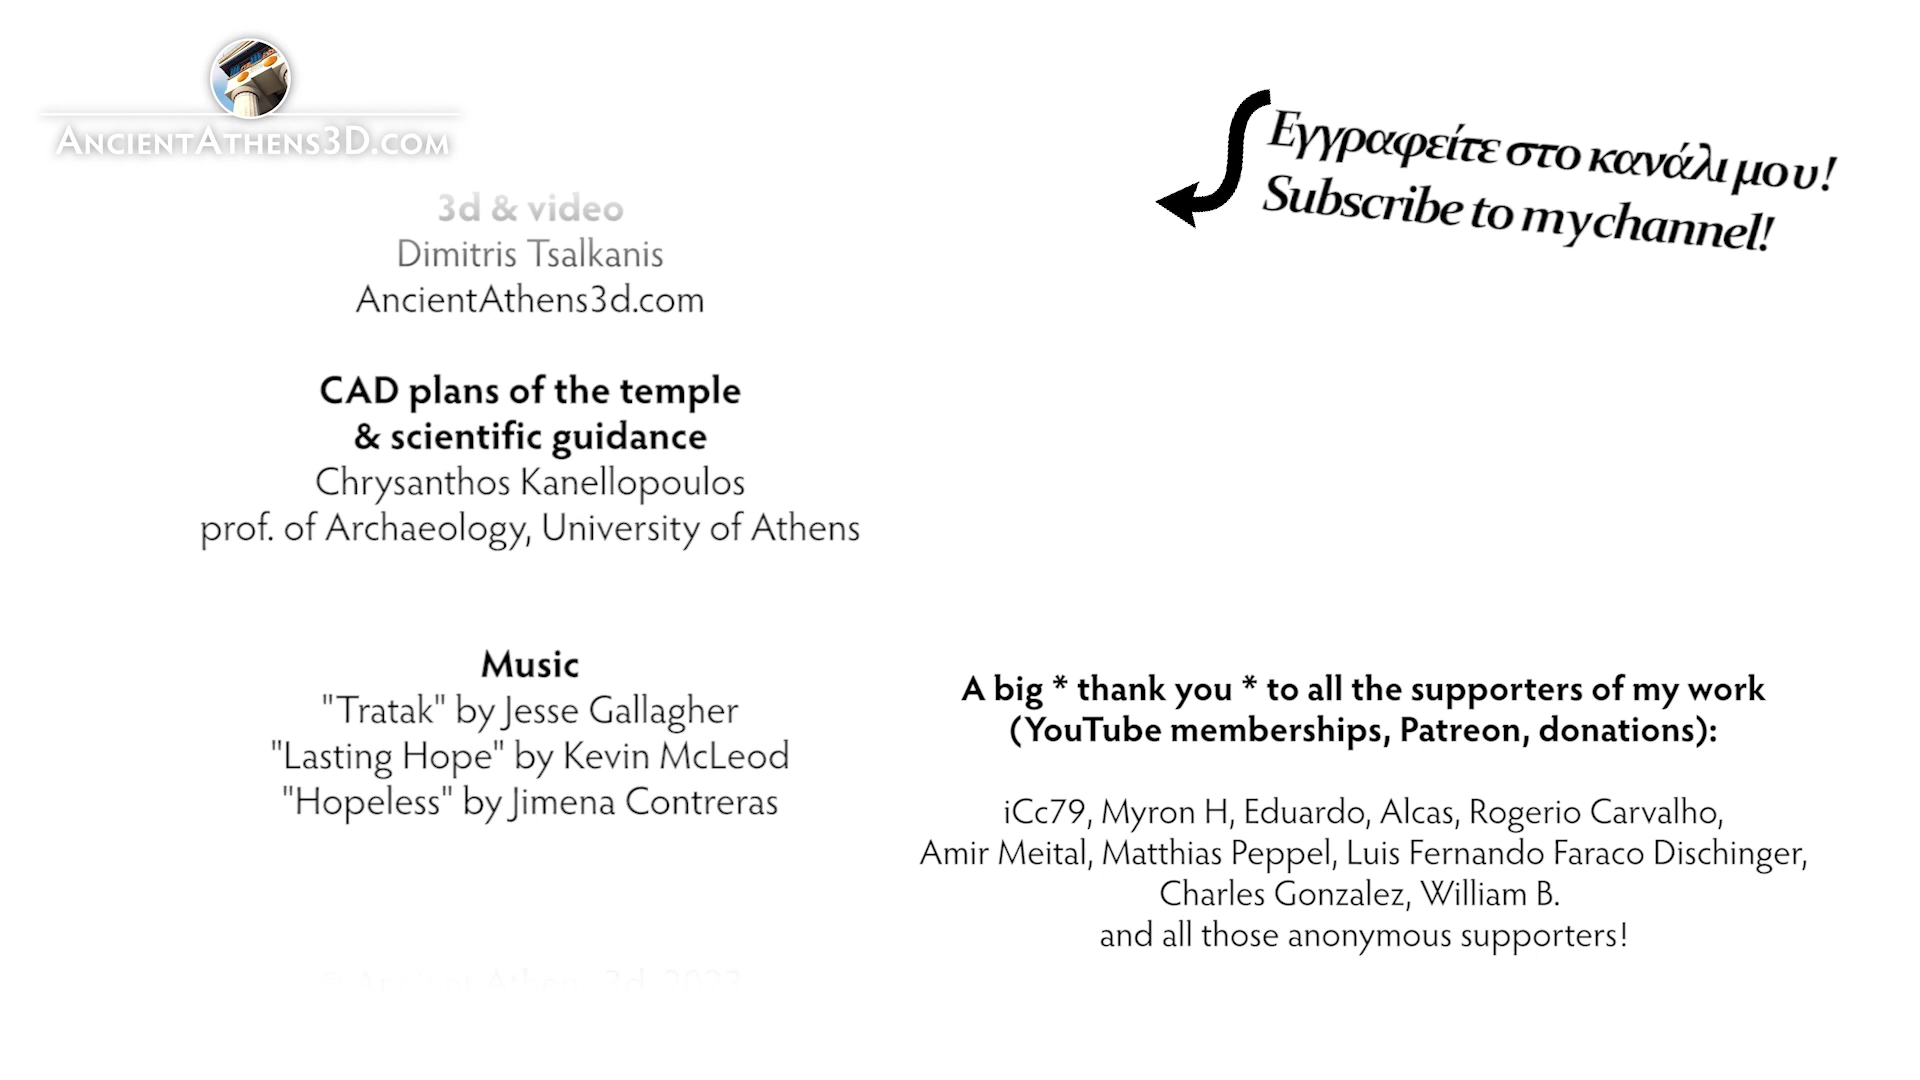 AncientAthens3D.com
3d & video
Dimitris Tsalkanis
AncientAthens3d.com
CAD plans of the temple
& scientific guidance
Chrysanthos Kanellopoulos
prof. of Archaeology, University of Athens
Music
"Tratak" by Jesse Gallagher
"Lasting Hope" by Kevin McLeod
"Hopeless" by Jimena Contreras
Εγγραφείτε στο κανάλι μου!
Subscribe to my channel!
A big * thank you * to all the supporters of my work
(YouTube memberships, Patreon, donations):
iCc79, Myron H, Eduardo, Alcas, Rogerio Carvalho,
Amir Meital, Matthias Peppel, Luis Fernando Faraco Dischinger,
Charles Gonzalez, William B.
and all those anonymous supporters!